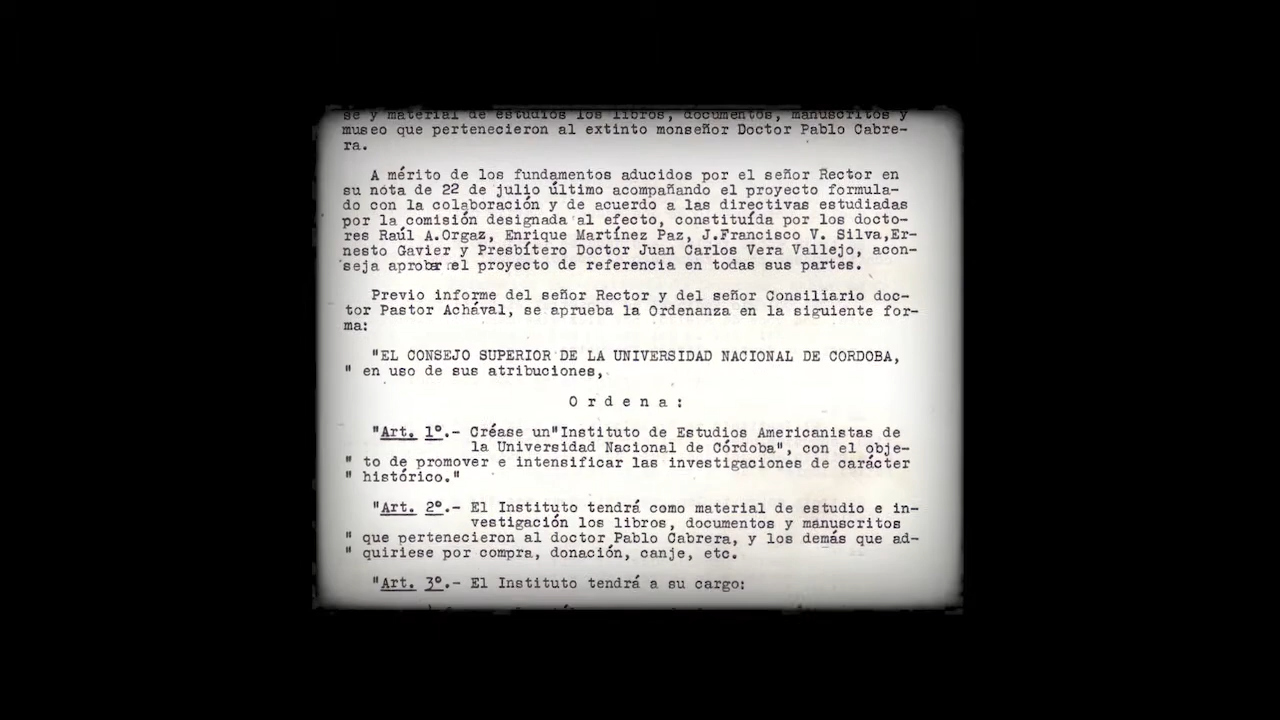 se y material de estudios los libros, documentos, manuscritos y
museo que pertenecieron al extinto monseñor Doctor Pablo Cabre-
ra.
A mérito de los fundamentos aducidos por el señor Rector en
su nota de 22 de julio último acompañando el proyecto formula-
do con la colaboración y de acuerdo a las directivas estudiadas
por la comisión designada al efecto, constituída por los docto-
res Raúl A.Orgaz, Enrique Martínez Paz, J.Francisco V. Silva,Er-
nesto Gavier y Presbítero Doctor Juan Carlos Vera Vallejo, acon-
seja aprobar el proyecto de referencia en todas sus partes.
Previo informe del señor Rector y del señor Consiliario doc-
tor Pastor Achával, se aprueba la Ordenanza en la siguiente for-
ma:
"EL CONSEJO SUPERIOR DE LA UNIVERSIDAD NACIONAL DE CORDOBA,
" en uso de sus atribuciones,
O r d e n a :
"Art. 1º.- Créase un"Instituto de Estudios Americanistas de
la Universidad Nacional de Córdoba", con el obje-
" to de promover e intensificar las investigaciones de carácter
" histórico."
"Art. 2º.- El Instituto tendrá como material de estudio e in-
vestigación los libros, documentos y manuscritos
" que pertenecieron al doctor Pablo Cabrera, y los demás que ad-
" quiriese por compra, donación, canje, etc.
"Art. 3º.- El Instituto tendrá a su cargo: